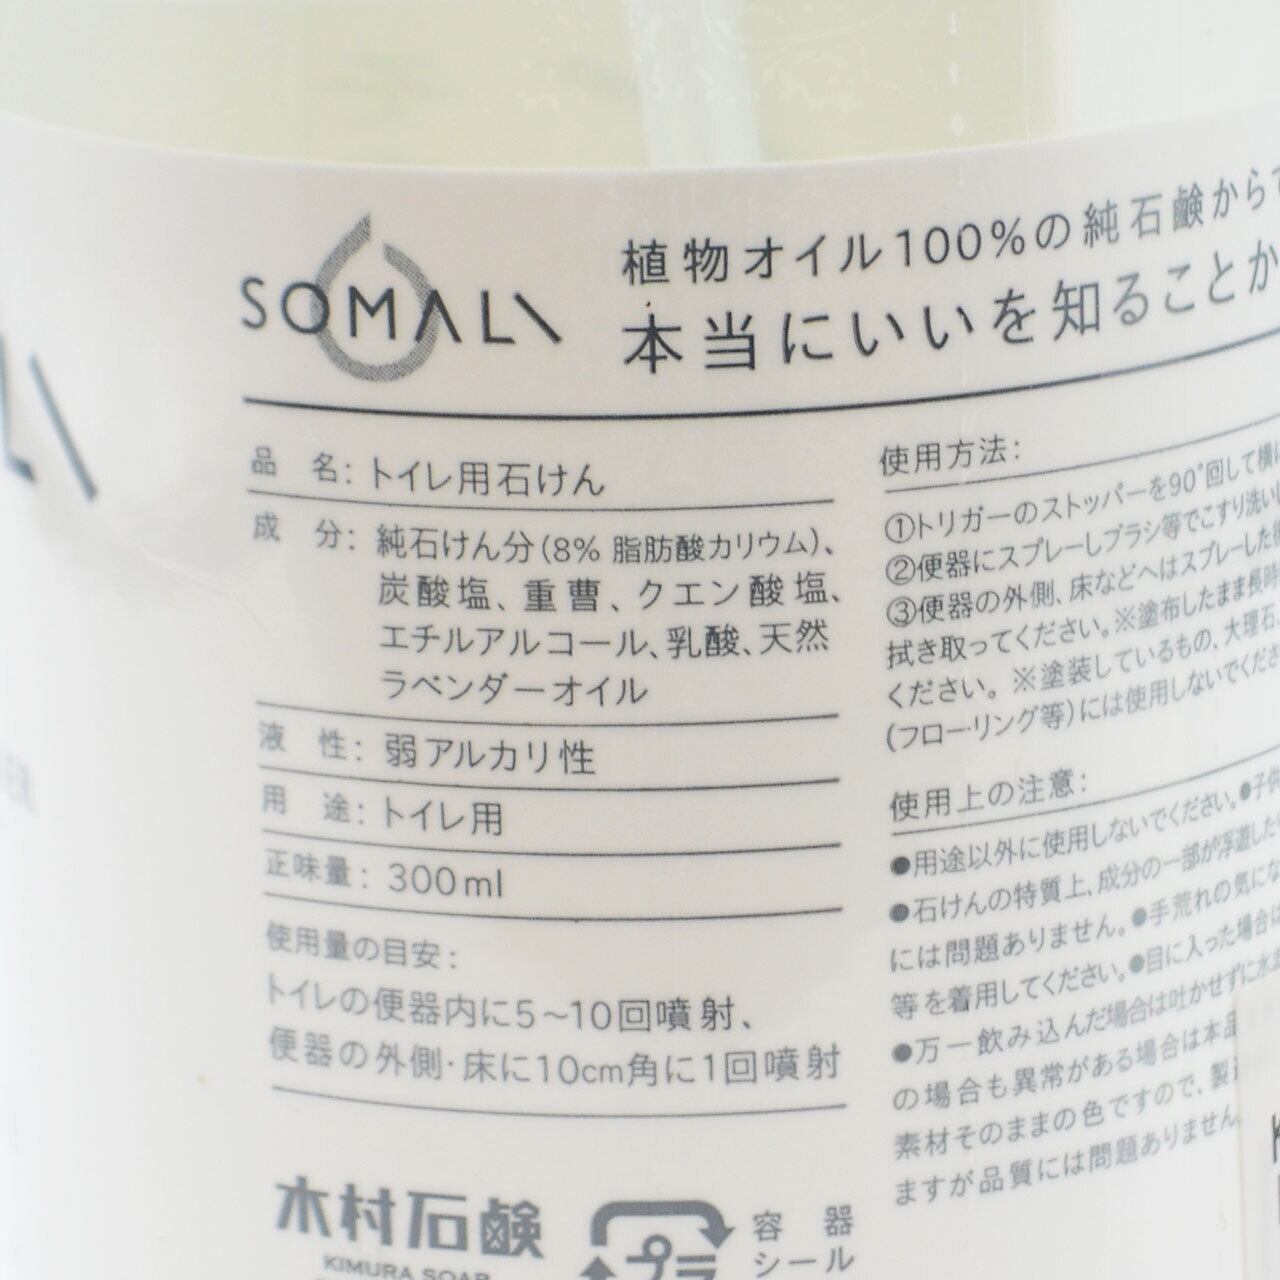 SOMALI
植物オイル100%の純石鹸から
本当にいいを知ることか
品 名: トイレ用石けん
成 分: 純石けん分(8% 脂肪酸カリウム)、
炭酸塩、重曹、クエン酸塩、
エチルアルコール、乳酸、天然
ラベンダーオイル
液 性: 弱アルカリ性
用 途: トイレ用
正味量: 300ml
使用量の目安:
トイレの便器内に5〜10回噴射、
便器の外側・床に10cm角に1回噴射
木村石鹸
KIMURA SOAP
プラ
容 器
シール
使用方法:
①トリガーのストッパーを90°回して横に
②便器にスプレーしブラシ等でこすり洗い
③便器の外側、床などへはスプレーした後
拭き取ってください。※塗布したまま長時
ください。※塗装しているもの、大理石、
(フローリング等)には使用しないでくださ
使用上の注意:
●用途以外に使用しないでください。●子供
●石けんの特質上、成分の一部が浮遊した
には問題ありません。●手荒れの気にな
等を着用してください。●目に入った場合は
●万一飲み込んだ場合は吐かせずに水ま
の場合も異常がある場合は本品
素材そのままの色ですので、製造
ますが品質には問題ありません。